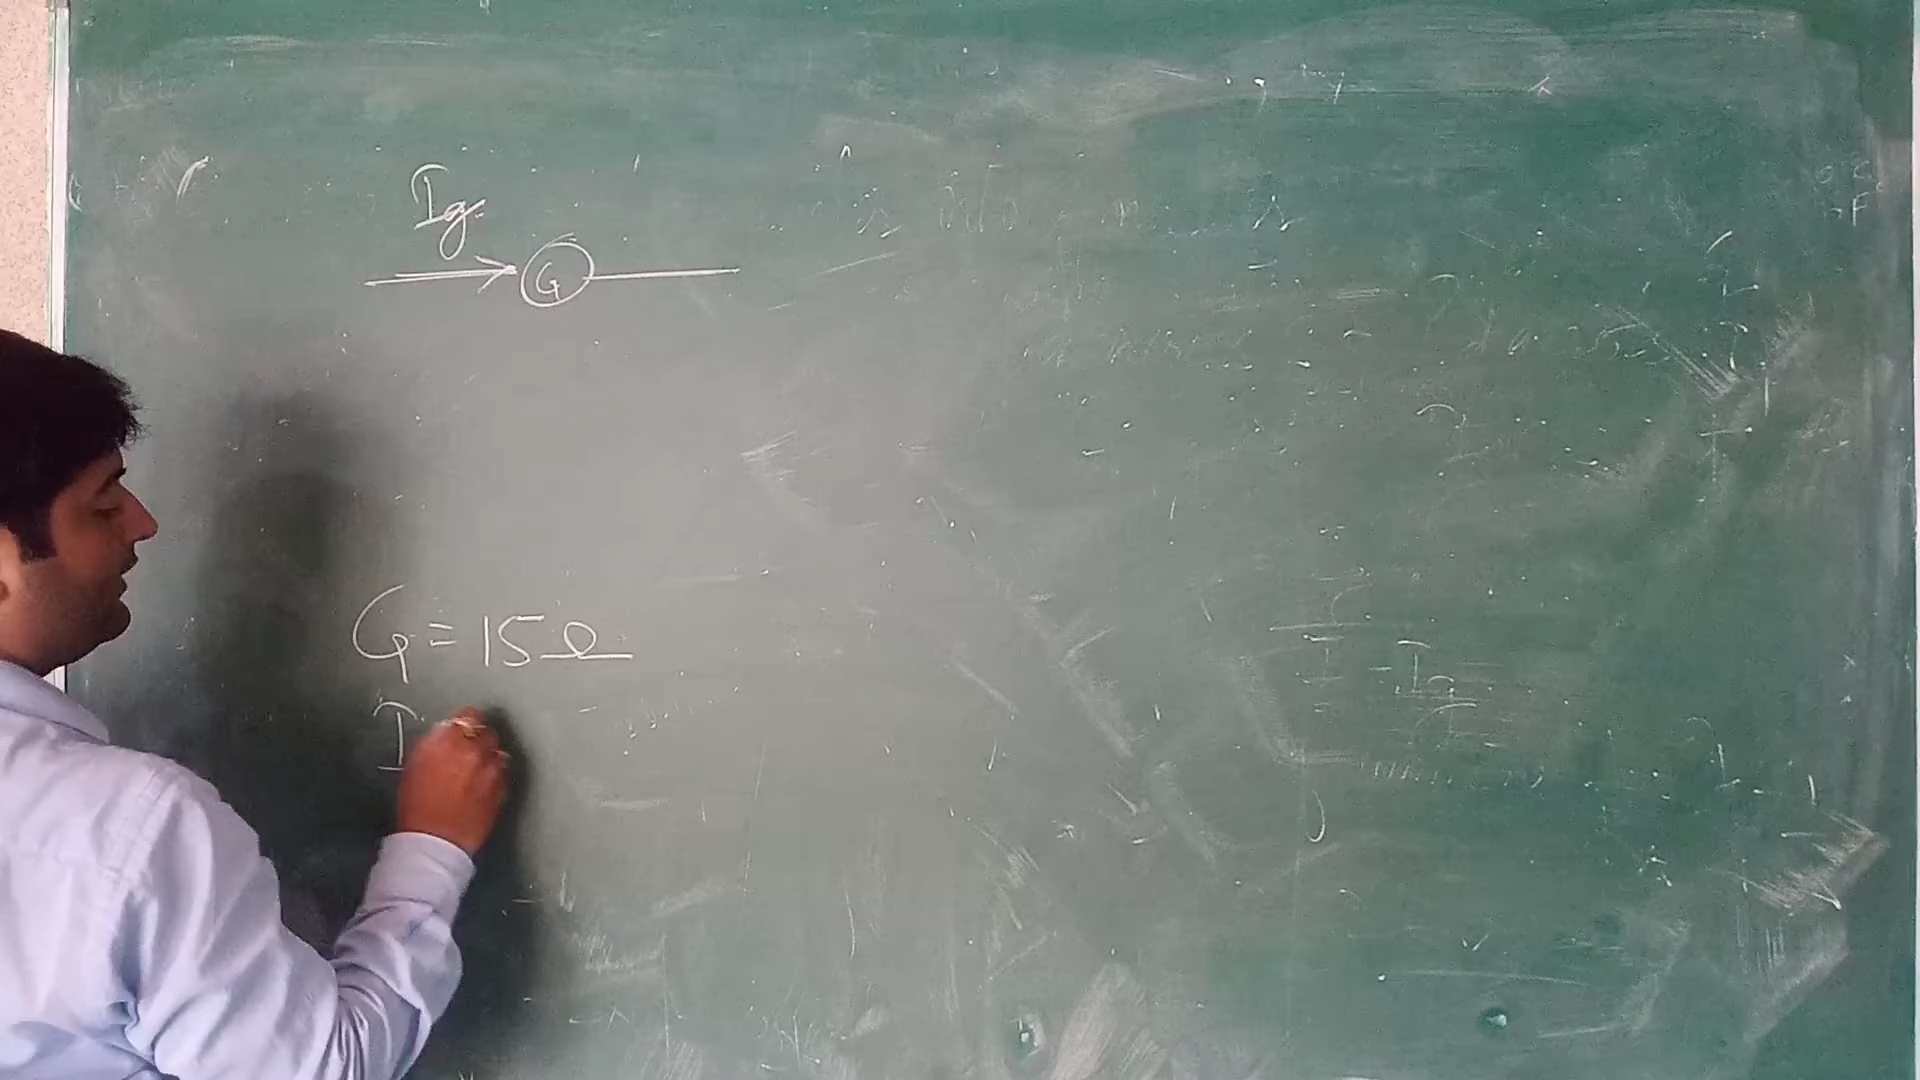 Ig
G
G = 15 Ω
I